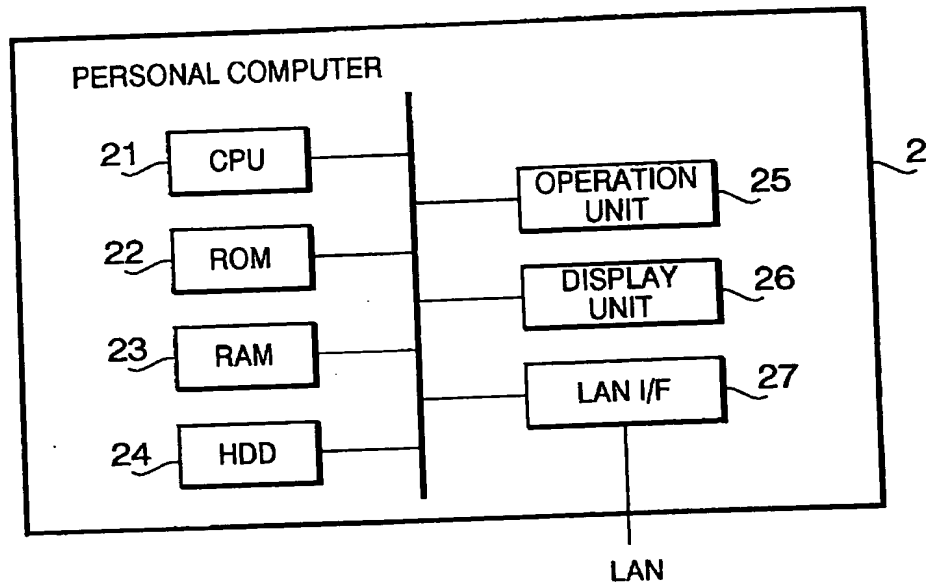 PERSONAL COMPUTER
2
21
CPU
22
ROM
23
RAM
24
HDD
OPERATION
UNIT
25
DISPLAY
UNIT
26
LAN I/F
27
LAN